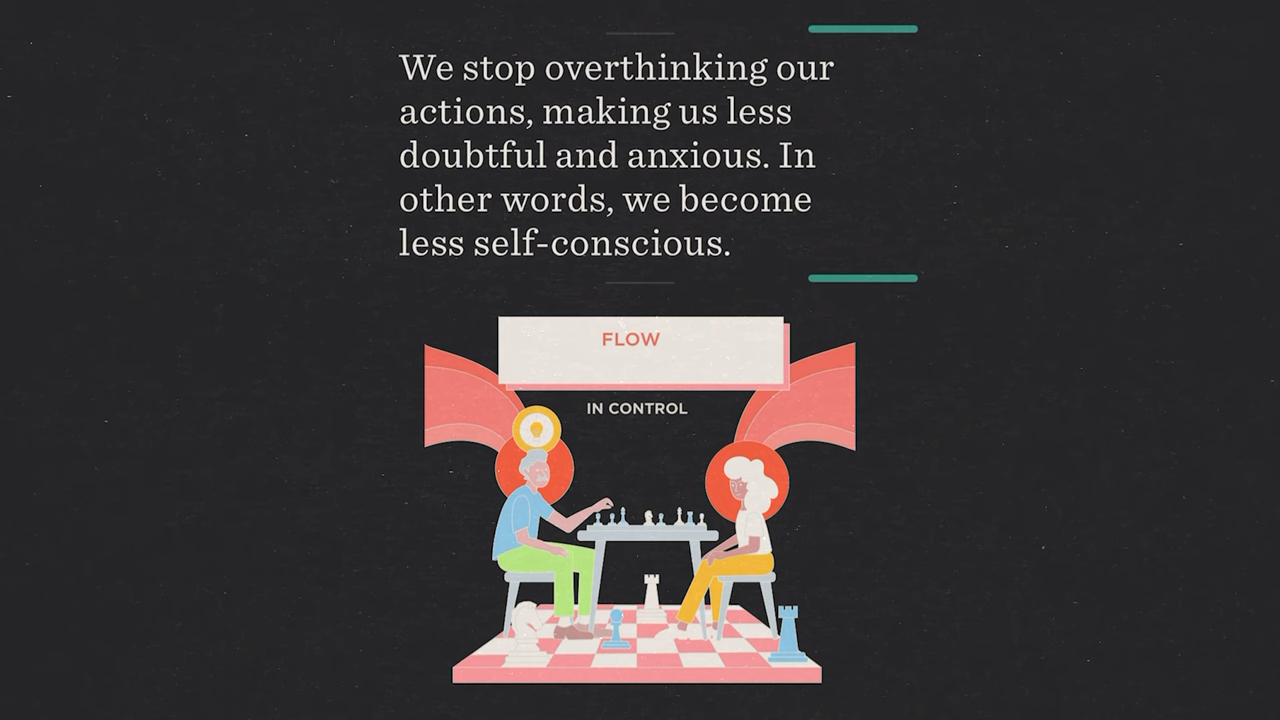 We stop overthinking our
actions, making us less
doubtful and anxious. In
other words, we become
less self-conscious.
FLOW
IN CONTROL